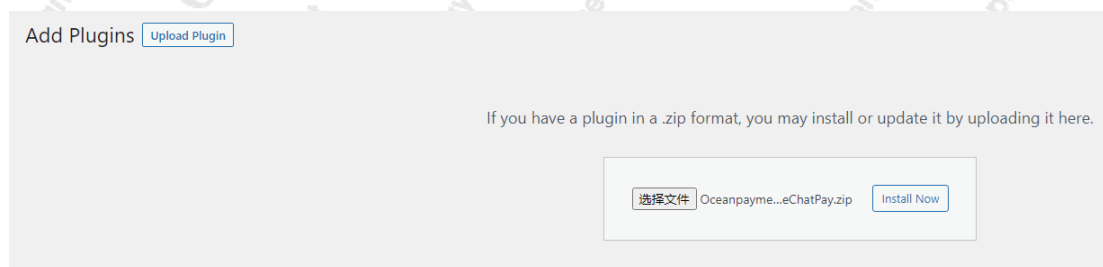 Add Plugins Upload Plugin
If you have a plugin in a .zip format, you may install or update it by uploading it here.
选择文件 Oceanpayme...eChatPay.zip Install Now